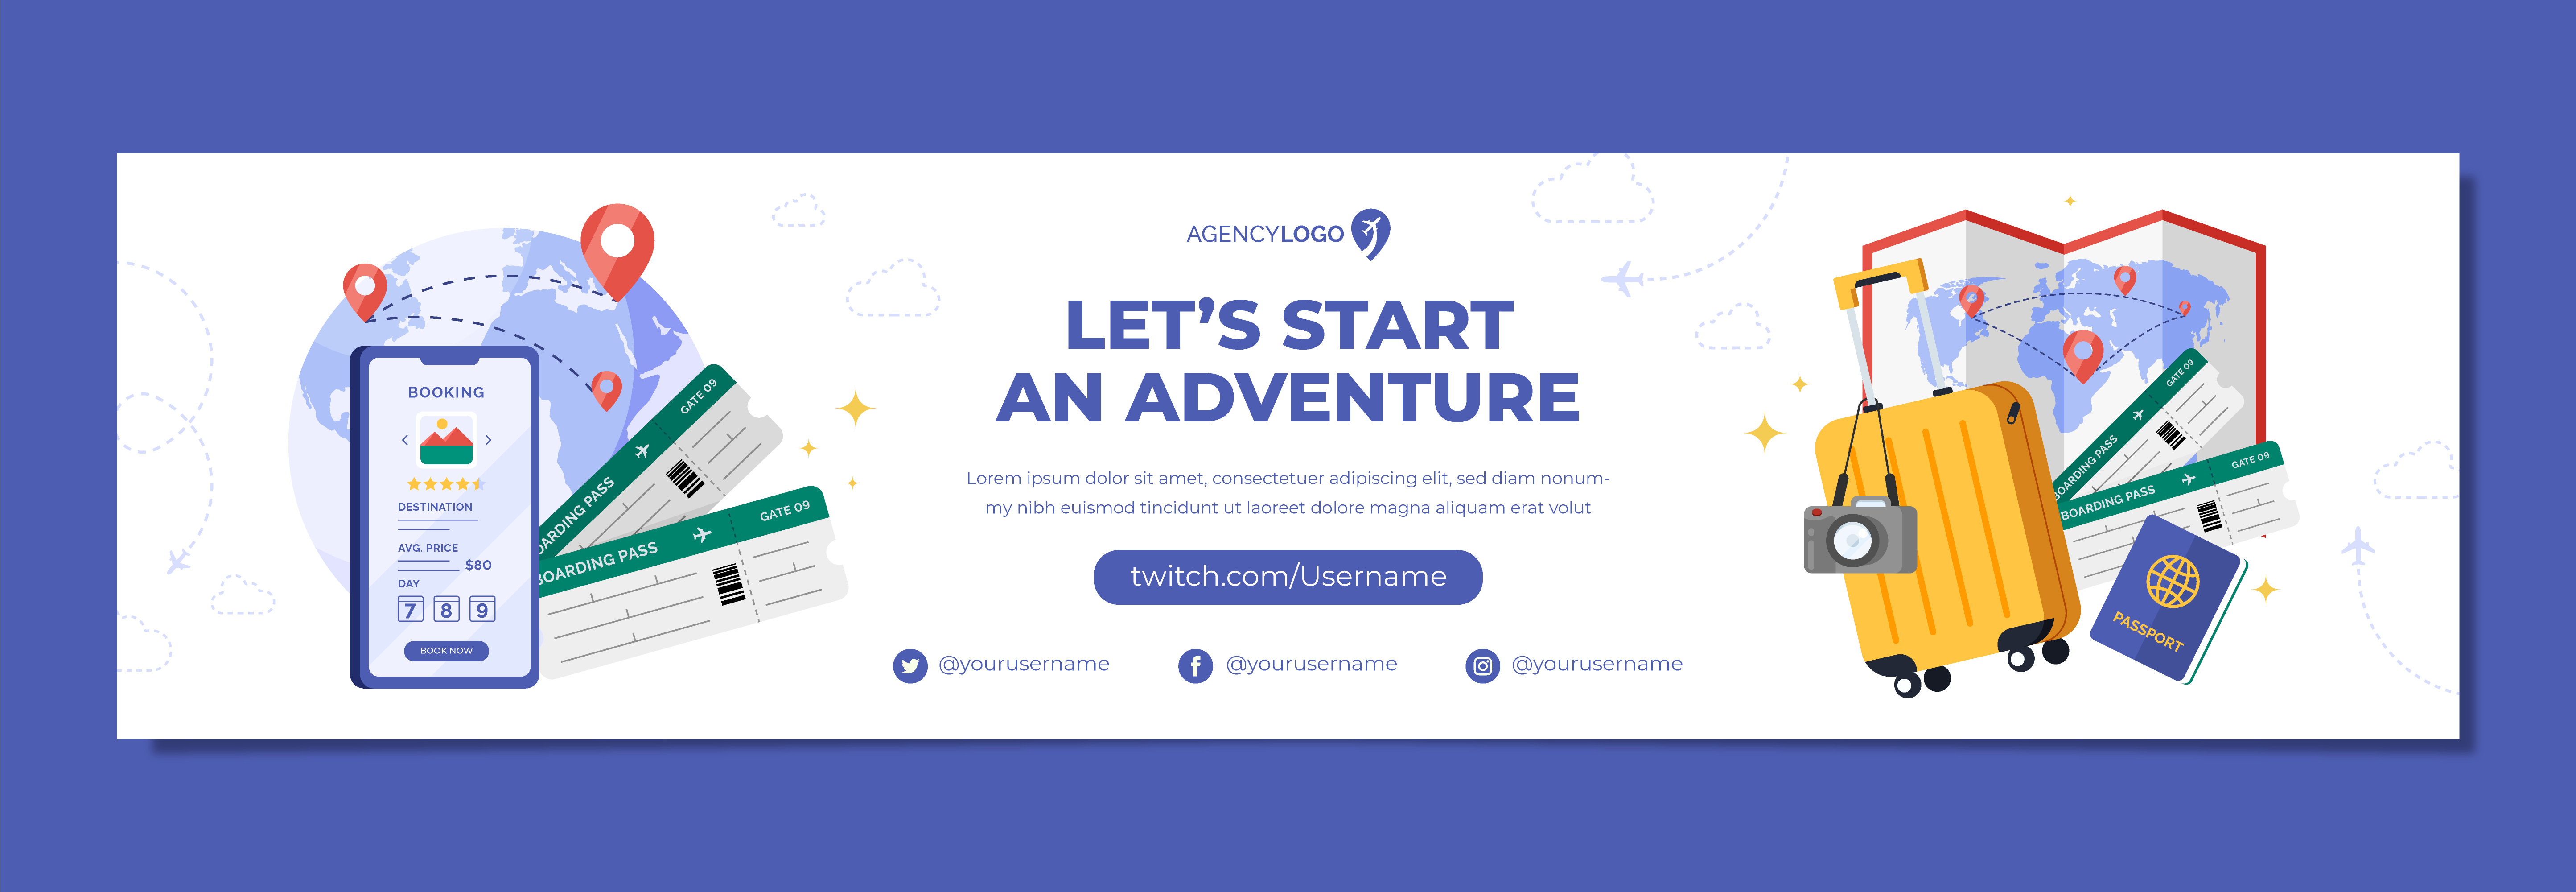 AGENCYLOGO
LET'S START
AN ADVENTURE
Lorem ipsum dolor sit amet, consectetuer adipiscing elit, sed diam nonum-
my nibh euismod tincidunt ut laoreet dolore magna aliquam erat volut
twitch.com/Username
@yourusername
@yourusername
@yourusername
BOOKING
DESTINATION
AVG. PRICE
$80
DAY
7 8 9
BOOK NOW
BOARDING PASS
GATE 09
BOARDING PASS
GATE 09
BOARDING PASS
GATE 09
BOARDING PASS
GATE 09
PASSPORT